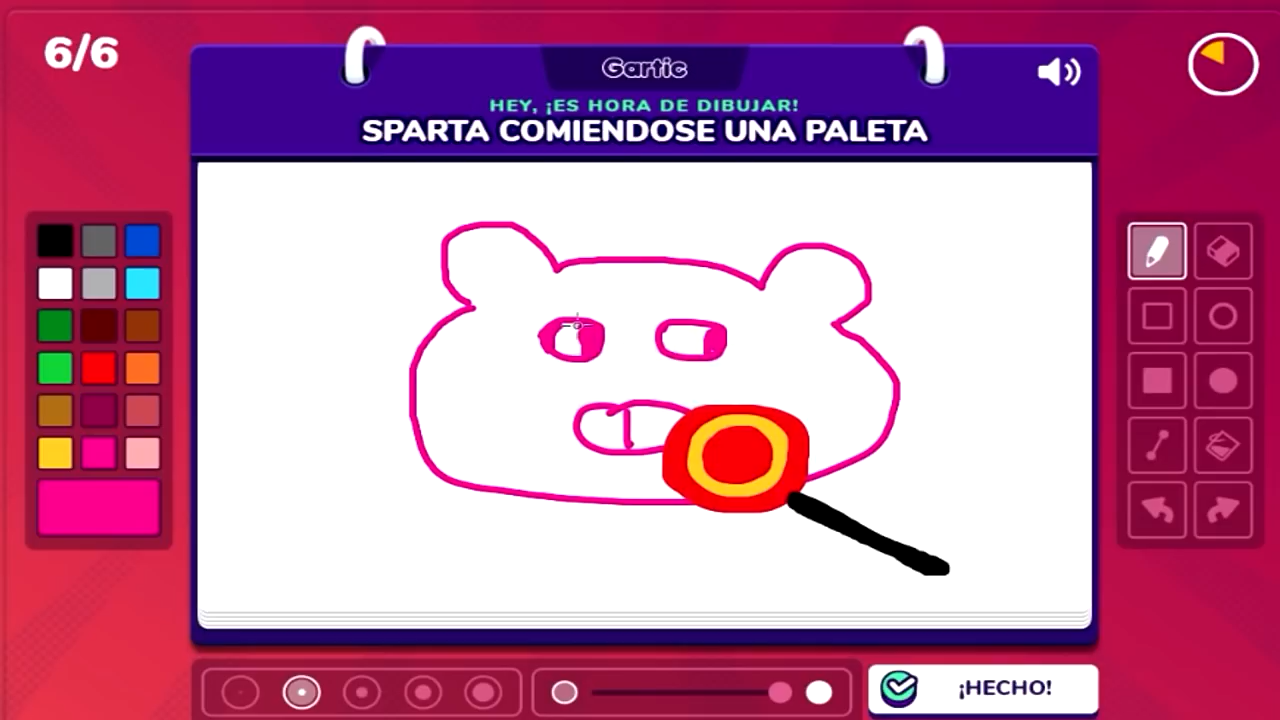 6/6
Gartic
HEY, ¡ES HORA DE DIBUJAR!
SPARTA COMIENDOSE UNA PALETA
¡HECHO!